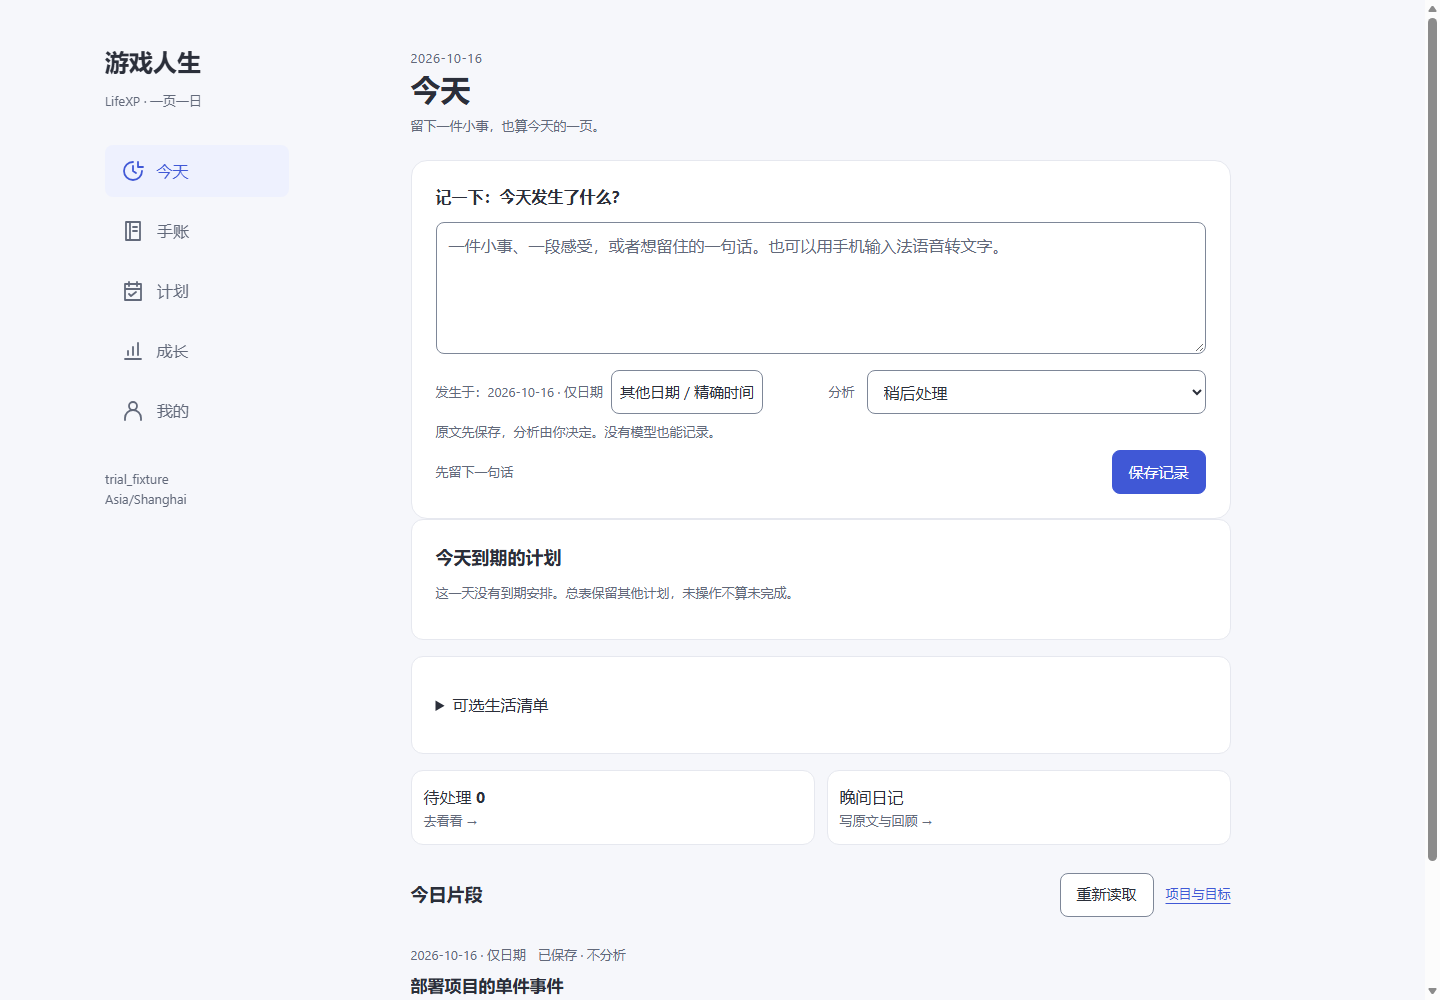 游戏人生
LifeXP · 一页一日
今天
手账
计划
成长
我的
trial_fixture
Asia/Shanghai
2026-10-16
今天
留下一件小事，也算今天的一页。
记一下：今天发生了什么？
一件小事、一段感受，或者想留住的一句话。也可以用手机输入法语音转文字。
发生于：2026-10-16 · 仅日期
其他日期 / 精确时间
分析
稍后处理
原文先保存，分析由你决定。没有模型也能记录。
先留下一句话
保存记录
今天到期的计划
这一天没有到期安排。总表保留其他计划，未操作不算未完成。
可选生活清单
待处理 0
去看看 →
晚间日记
写原文与回顾 →
今日片段
重新读取
项目与目标
2026-10-16 · 仅日期 已保存 · 不分析
部署项目的单件事件